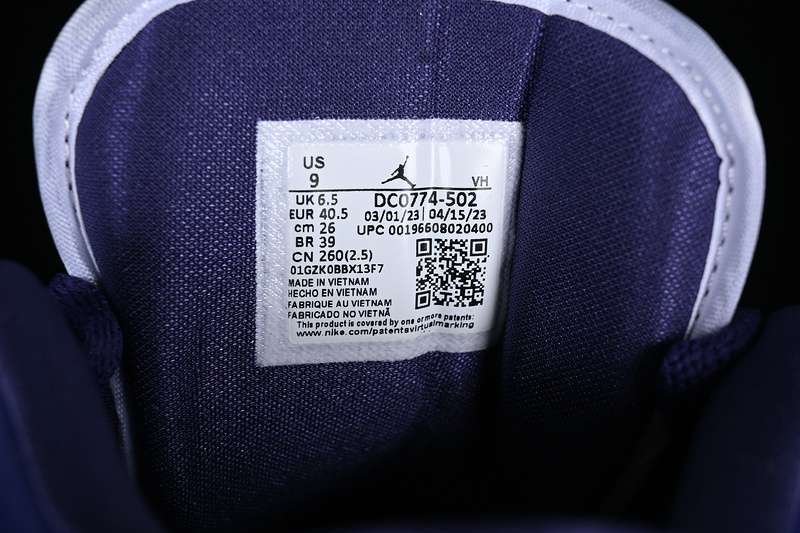 US
9
VH
UK 6.5 DC0774-502
EUR 40.5 03/01/23 | 04/15/23
cm 26 UPC 00196608020400
BR 39
CN 260(2.5)
01GZK0BBX13F7
MADE IN VIETNAM
HECHO EN VIETNAM
FABRIQUE AU VIETNAM
FABRICADO NO VIETNÃ
This product is covered by one or more patents:
www.nike.com/patentsvirtualmarking